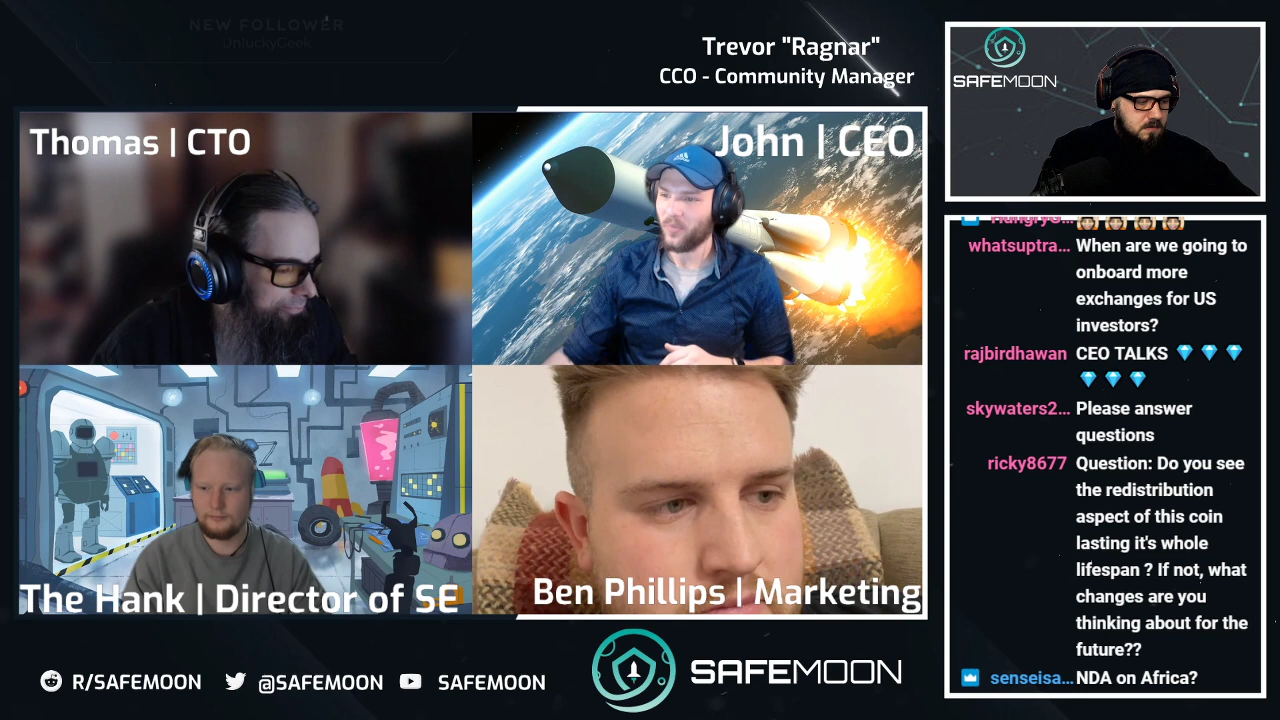 NEW FOLLOWER
UnluckyGeek
Trevor "Ragnar"
CCO - Community Manager
Thomas | CTO
John | CEO
The Hank | Director of SE
Ben Phillips | Marketing
R/SAFEMOON
@SAFEMOON
SAFEMOON
SAFEMOON
SAFEMOON
whatsuptra… When are we going to
onboard more
exchanges for US
investors?
rajbirdhawan CEO TALKS 💎 💎 💎
💎 💎 💎
skywaters2… Please answer
questions
ricky8677 Question: Do you see
the redistribution
aspect of this coin
lasting it's whole
lifespan ? If not, what
changes are you
thinking about for the
future??
senseisa… NDA on Africa?